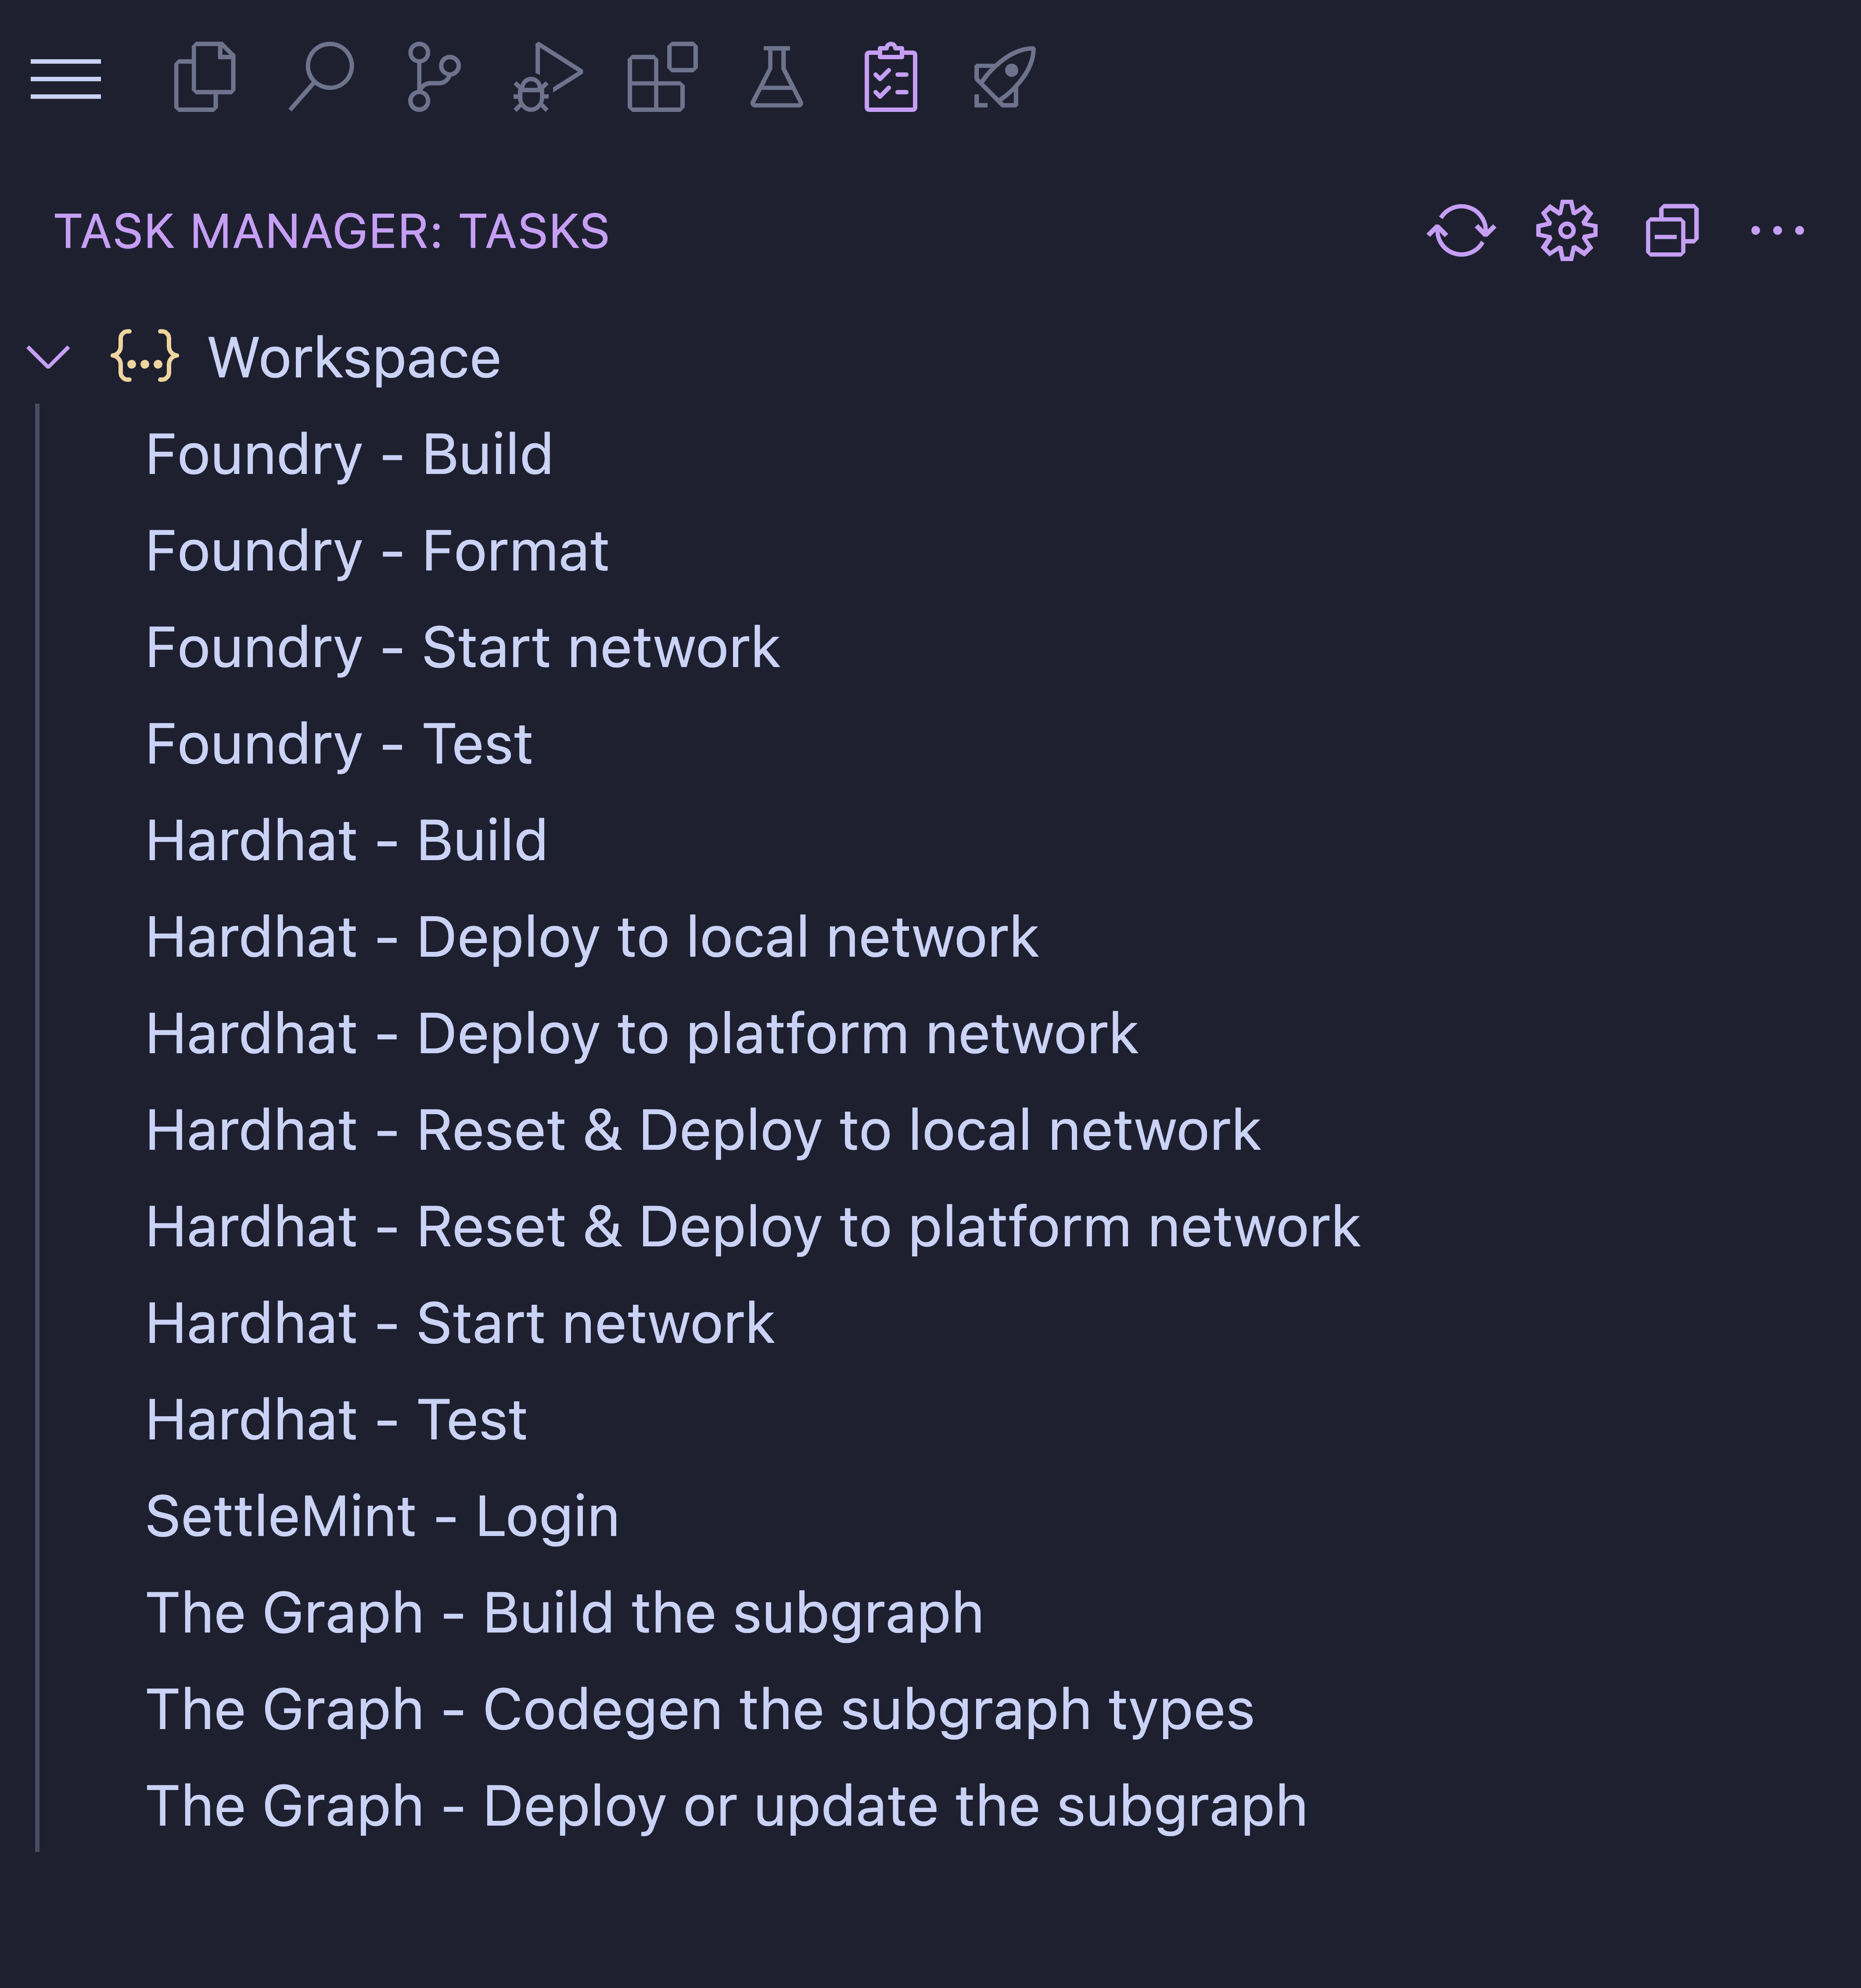 TASK MANAGER: TASKS
{...} Workspace
Foundry - Build
Foundry - Format
Foundry - Start network
Foundry - Test
Hardhat - Build
Hardhat - Deploy to local network
Hardhat - Deploy to platform network
Hardhat - Reset & Deploy to local network
Hardhat - Reset & Deploy to platform network
Hardhat - Start network
Hardhat - Test
SettleMint - Login
The Graph - Build the subgraph
The Graph - Codegen the subgraph types
The Graph - Deploy or update the subgraph